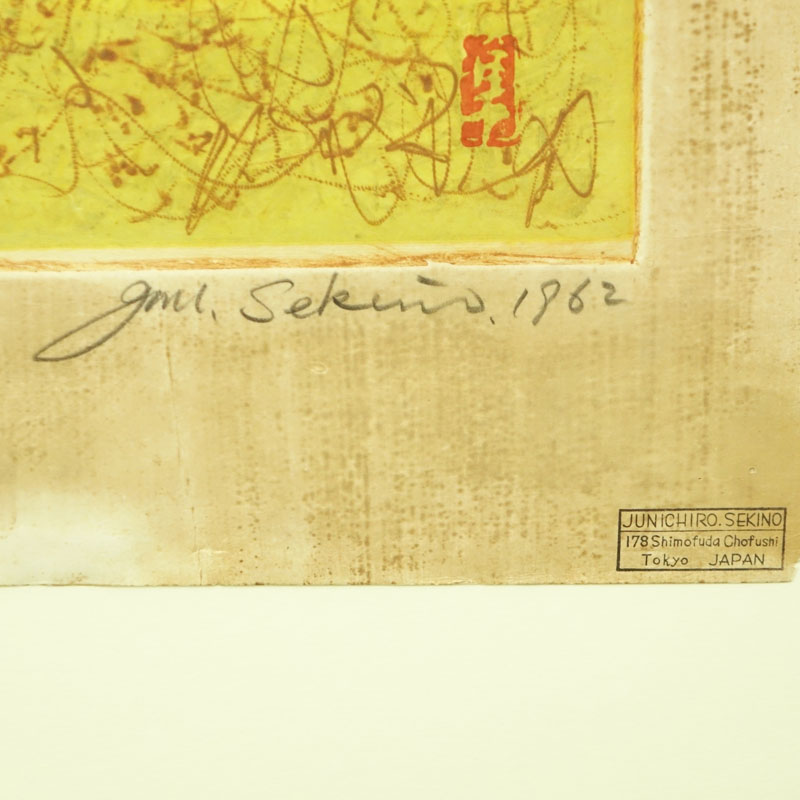 Jun. Sekino. 1962
JUNICHIRO.SEKINO
178 Shimofuda Chofushi
Tokyo JAPAN